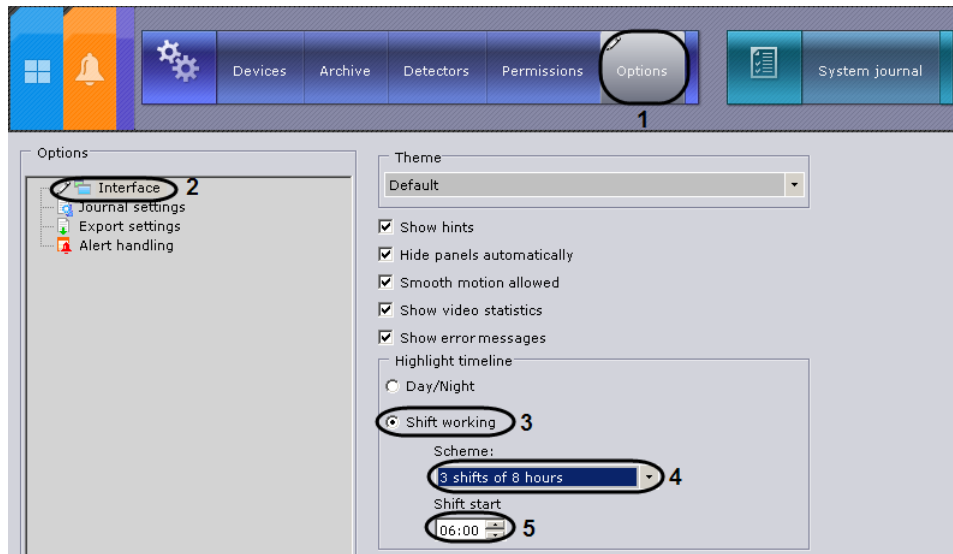 Devices Archive Detectors Permissions Options System journal
1
Options
Interface 2
Journal settings
Export settings
Alert handling
Theme
Default
Show hints
Hide panels automatically
Smooth motion allowed
Show video statistics
Show error messages
Highlight timeline
Day/Night
Shift working 3
Scheme:
3 shifts of 8 hours 4
Shift start
06:00 5